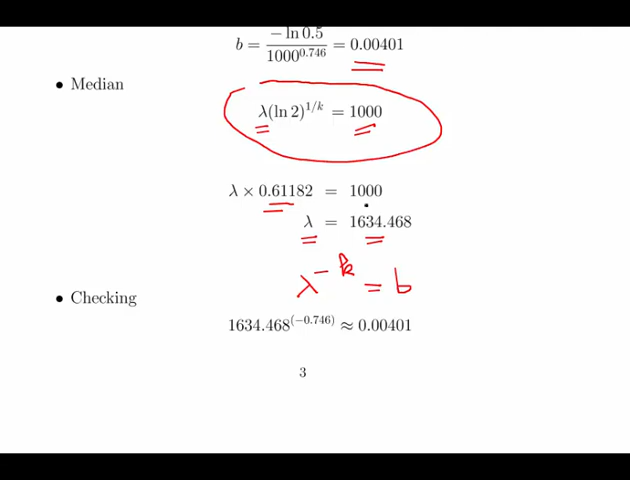 b = −ln 0.5 / 1000^0.746 = 0.00401
• Median
λ(ln 2)^1/k = 1000
λ × 0.61182 = 1000
λ = 1634.468
λ^−k = b
• Checking
1634.468^(−0.746) ≈ 0.00401
3